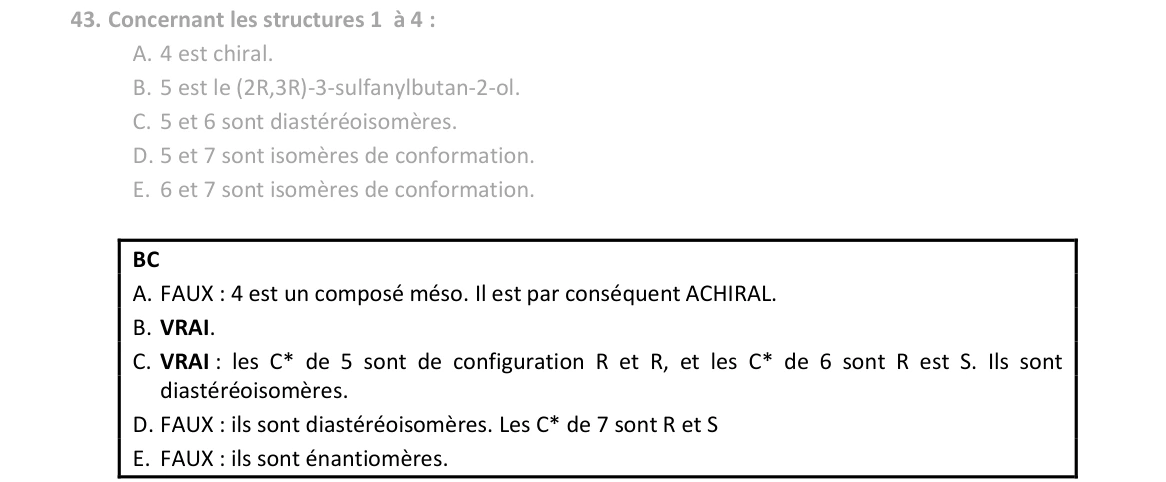 43. Concernant les structures 1 à 4 :
A. 4 est chiral.
B. 5 est le (2R,3R)-3-sulfanylbutan-2-ol.
C. 5 et 6 sont diastéréoisomères.
D. 5 et 7 sont isomères de conformation.
E. 6 et 7 sont isomères de conformation.
BC
A. FAUX : 4 est un composé méso. Il est par conséquent ACHIRAL.
B. VRAI.
C. VRAI : les C* de 5 sont de configuration R et R, et les C* de 6 sont R est S. Ils sont
diastéréoisomères.
D. FAUX : ils sont diastéréoisomères. Les C* de 7 sont R et S
E. FAUX : ils sont énantiomères.